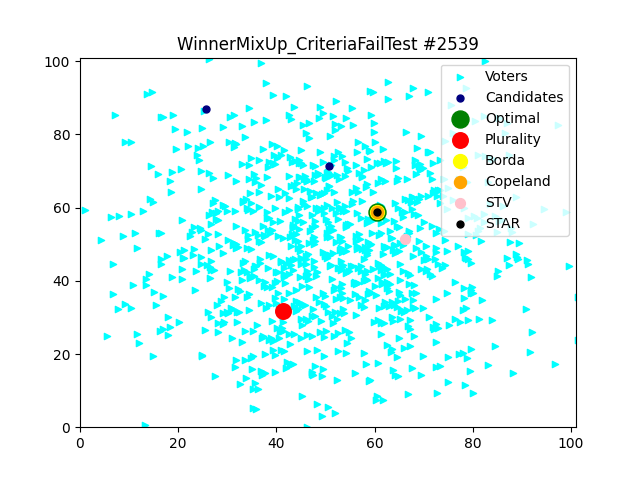 WinnerMixUp_CriteriaFailTest #2539
100
80
60
40
20
0
0
20
40
60
80
100
Voters
Candidates
Optimal
Plurality
Borda
Copeland
STV
STAR